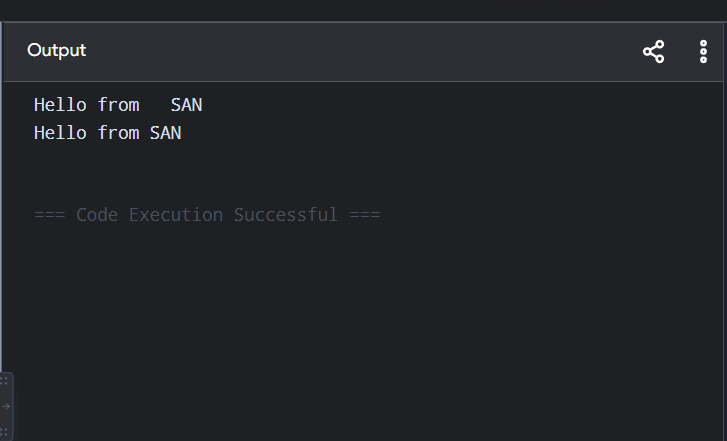 Output
Hello from   SAN
Hello from SAN
=== Code Execution Successful ===